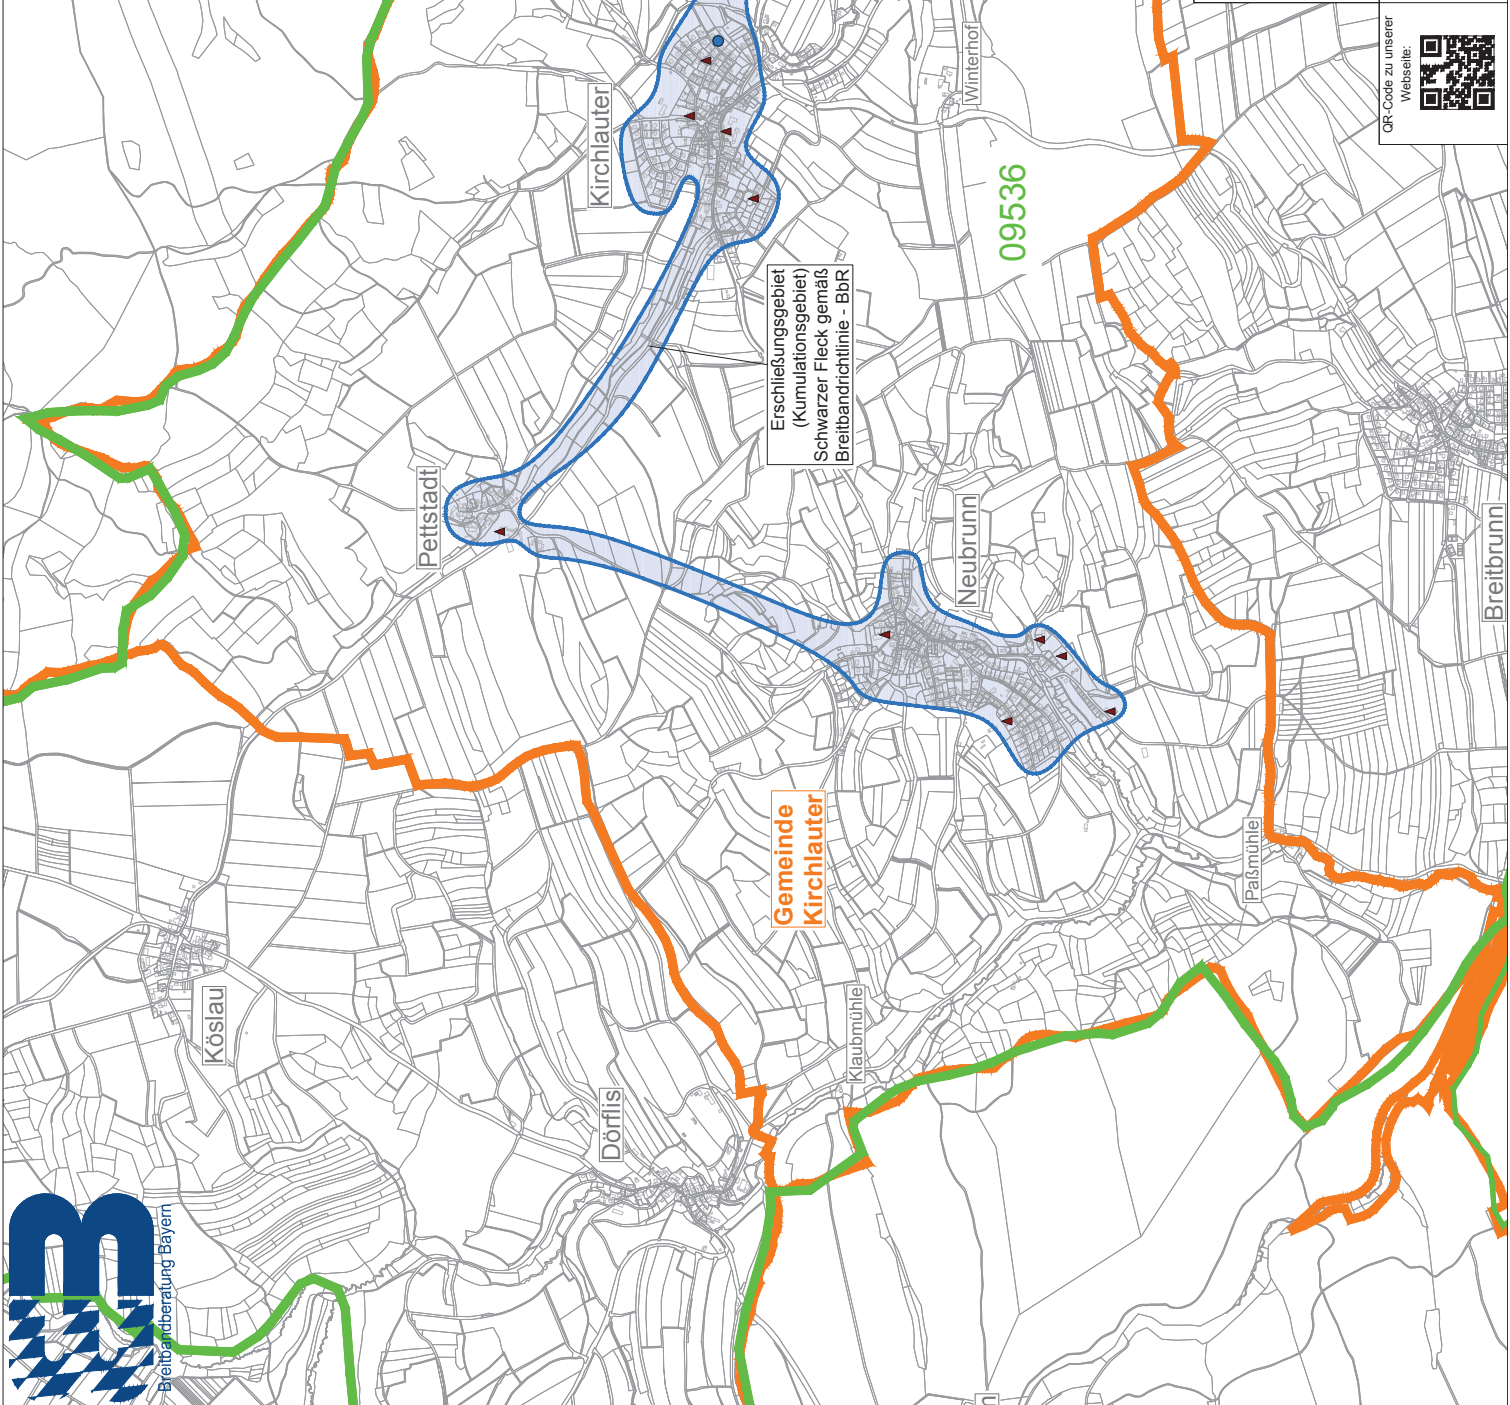 Breitbandberatung Bayern
Köslau
Dörflis
Pettstadt
Kirchlauter
Gemeinde
Kirchlauter
Klaubmühle
Erschließungsgebiet
(Kumulationsgebiet)
Schwarzer Fleck gemäß
Breitbandrichtlinie - BbR
Neubrunn
Winterhof
09536
Paßmühle
Breitbrunn
QR-Code zu unserer
Webseite: